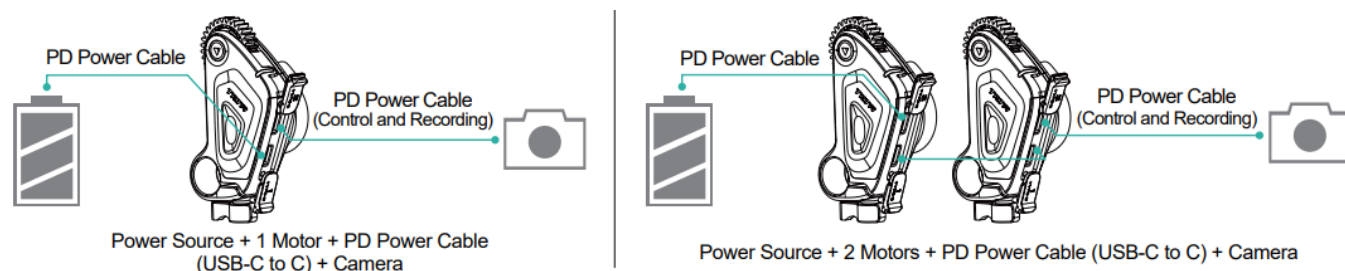 PD Power Cable
PD Power Cable
(Control and Recording)
Power Source + 1 Motor + PD Power Cable
(USB-C to C) + Camera
PD Power Cable
PD Power Cable
(Control and Recording)
Power Source + 2 Motors + PD Power Cable (USB-C to C) + Camera